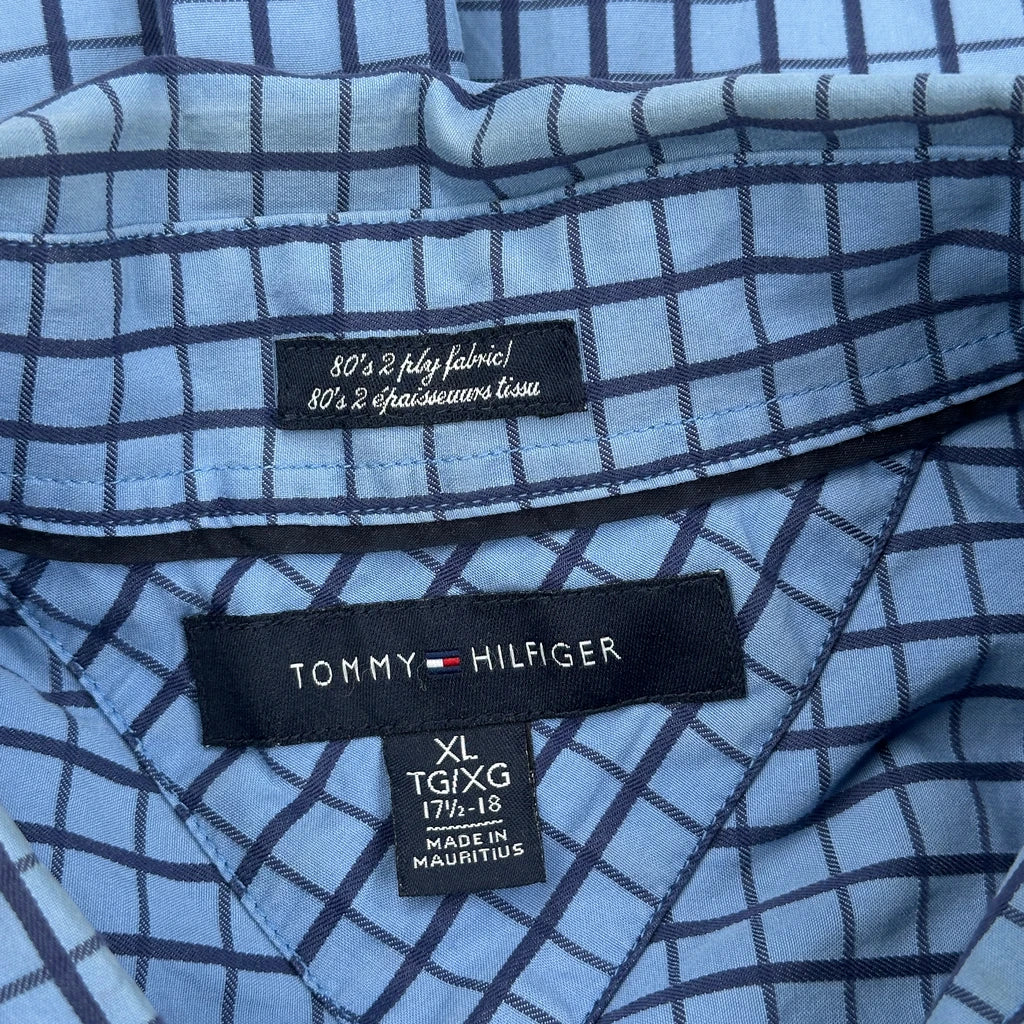 80's 2 ply fabric/
80's 2 épaisseuurs tissu
TOMMY HILFIGER
XL
TG/XG
17½-18
MADE IN
MAURITIUS